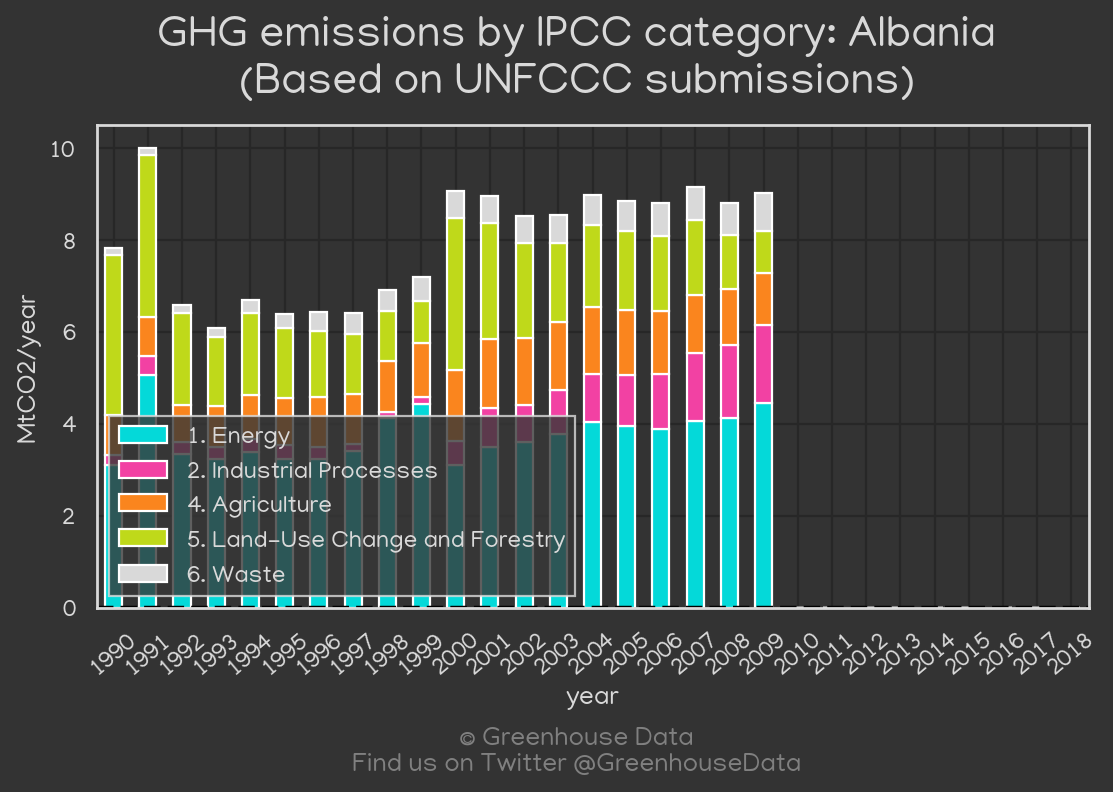 GHG emissions by IPCC category: Albania
(Based on UNFCCC submissions)
MtCO2/year
10
8
6
4
2
0
1. Energy
2. Industrial Processes
4. Agriculture
5. Land-Use Change and Forestry
6. Waste
1990 1991 1992 1993 1994 1995 1996 1997 1998 1999 2000 2001 2002 2003 2004 2005 2006 2007 2008 2009 2010 2011 2012 2013 2014 2015 2016 2017 2018
year
© Greenhouse Data
Find us on Twitter @GreenhouseData